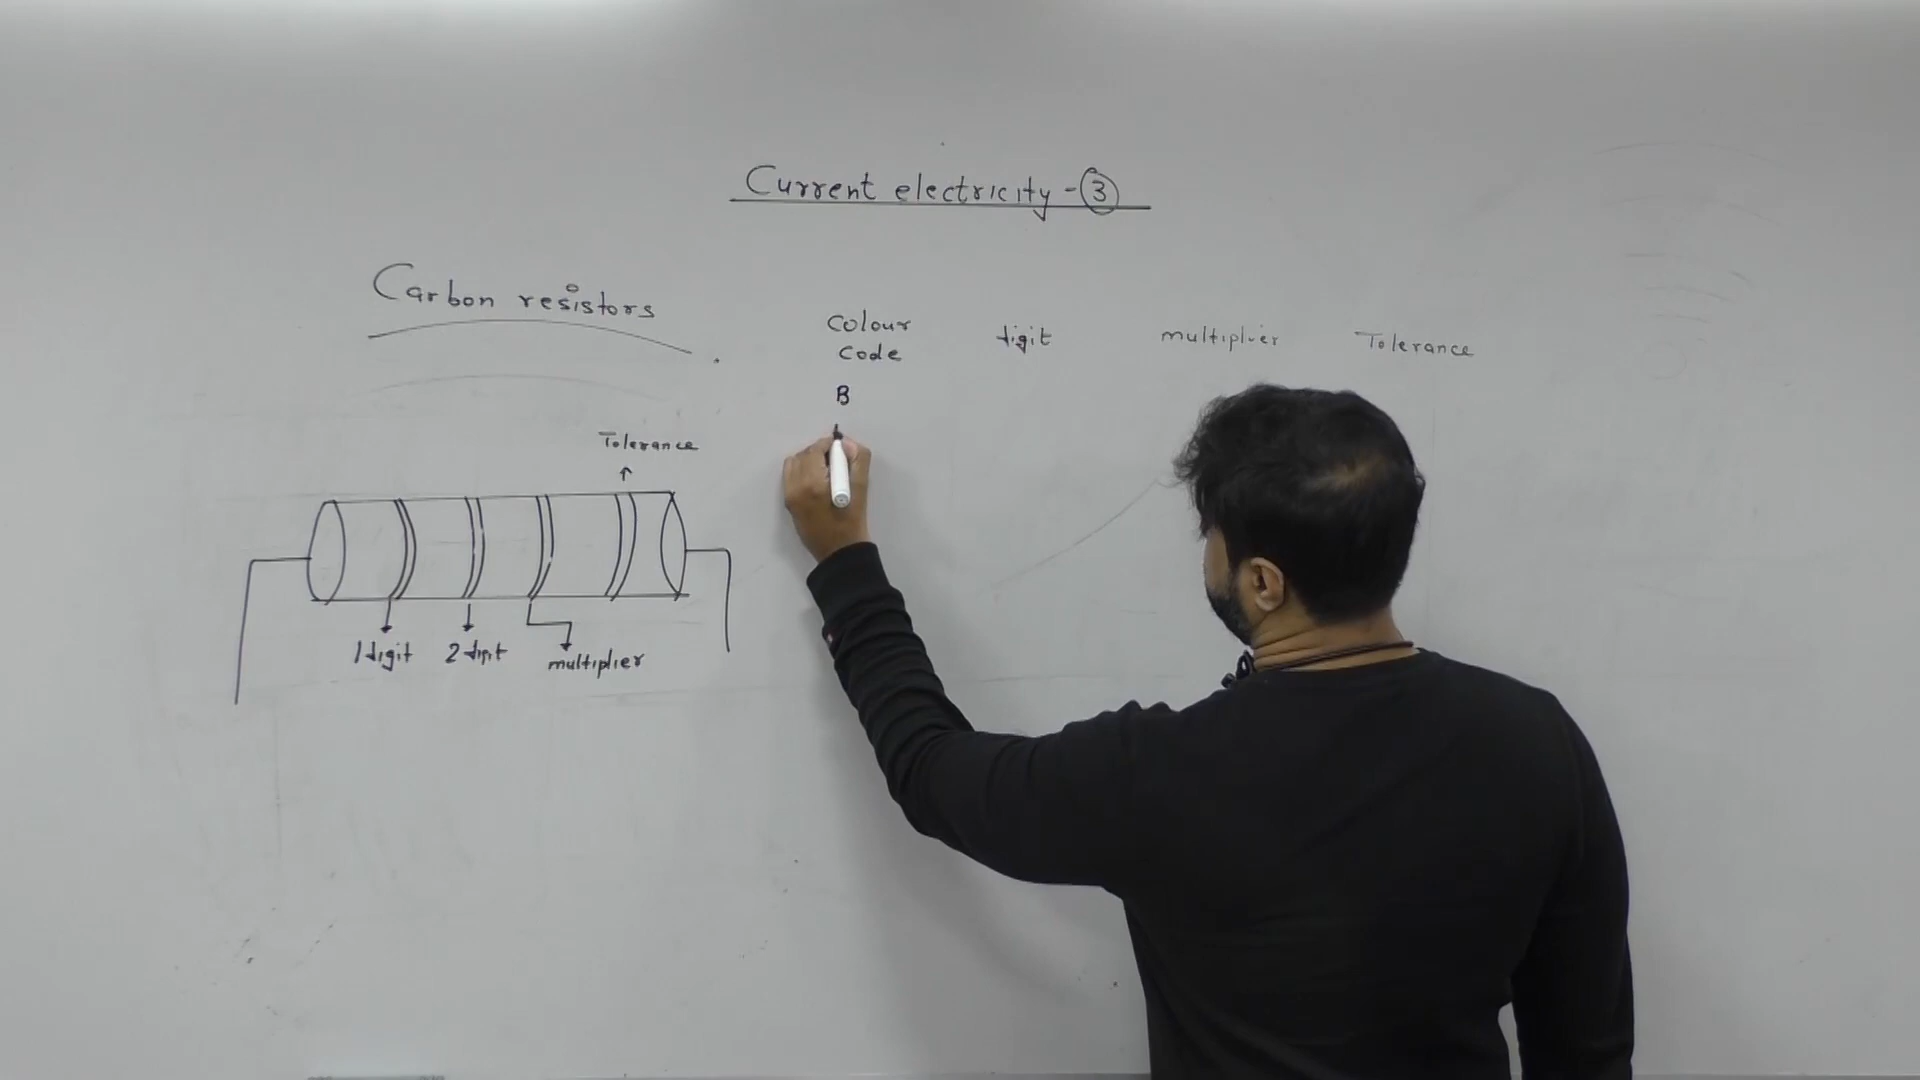 Current electricity - 3
Carbon resistors
Colour
Code
digit
multiplier
Tolerance
B
Tolerance
1 digit
2 digit
multiplier